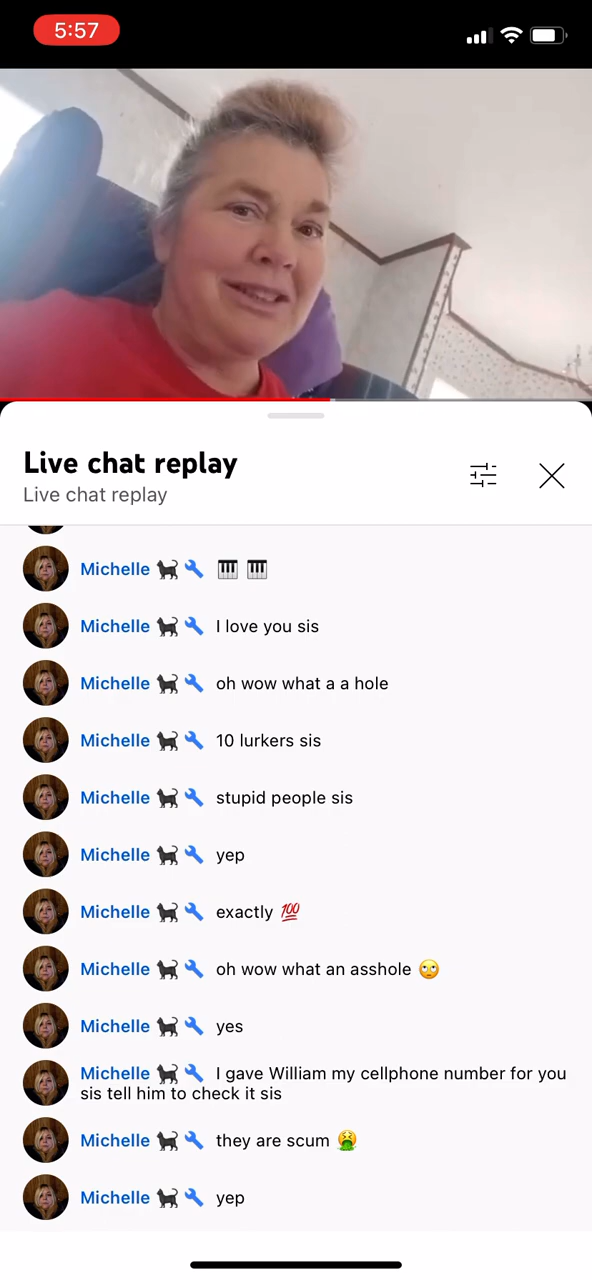 5:57
Live chat replay
Live chat replay
Michelle 🐈‍⬛ 🔧 🎹 🎹
Michelle 🐈‍⬛ 🔧 I love you sis
Michelle 🐈‍⬛ 🔧 oh wow what a a hole
Michelle 🐈‍⬛ 🔧 10 lurkers sis
Michelle 🐈‍⬛ 🔧 stupid people sis
Michelle 🐈‍⬛ 🔧 yep
Michelle 🐈‍⬛ 🔧 exactly 💯
Michelle 🐈‍⬛ 🔧 oh wow what an asshole 🙄
Michelle 🐈‍⬛ 🔧 yes
Michelle 🐈‍⬛ 🔧 I gave William my cellphone number for you
sis tell him to check it sis
Michelle 🐈‍⬛ 🔧 they are scum 🤮
Michelle 🐈‍⬛ 🔧 yep